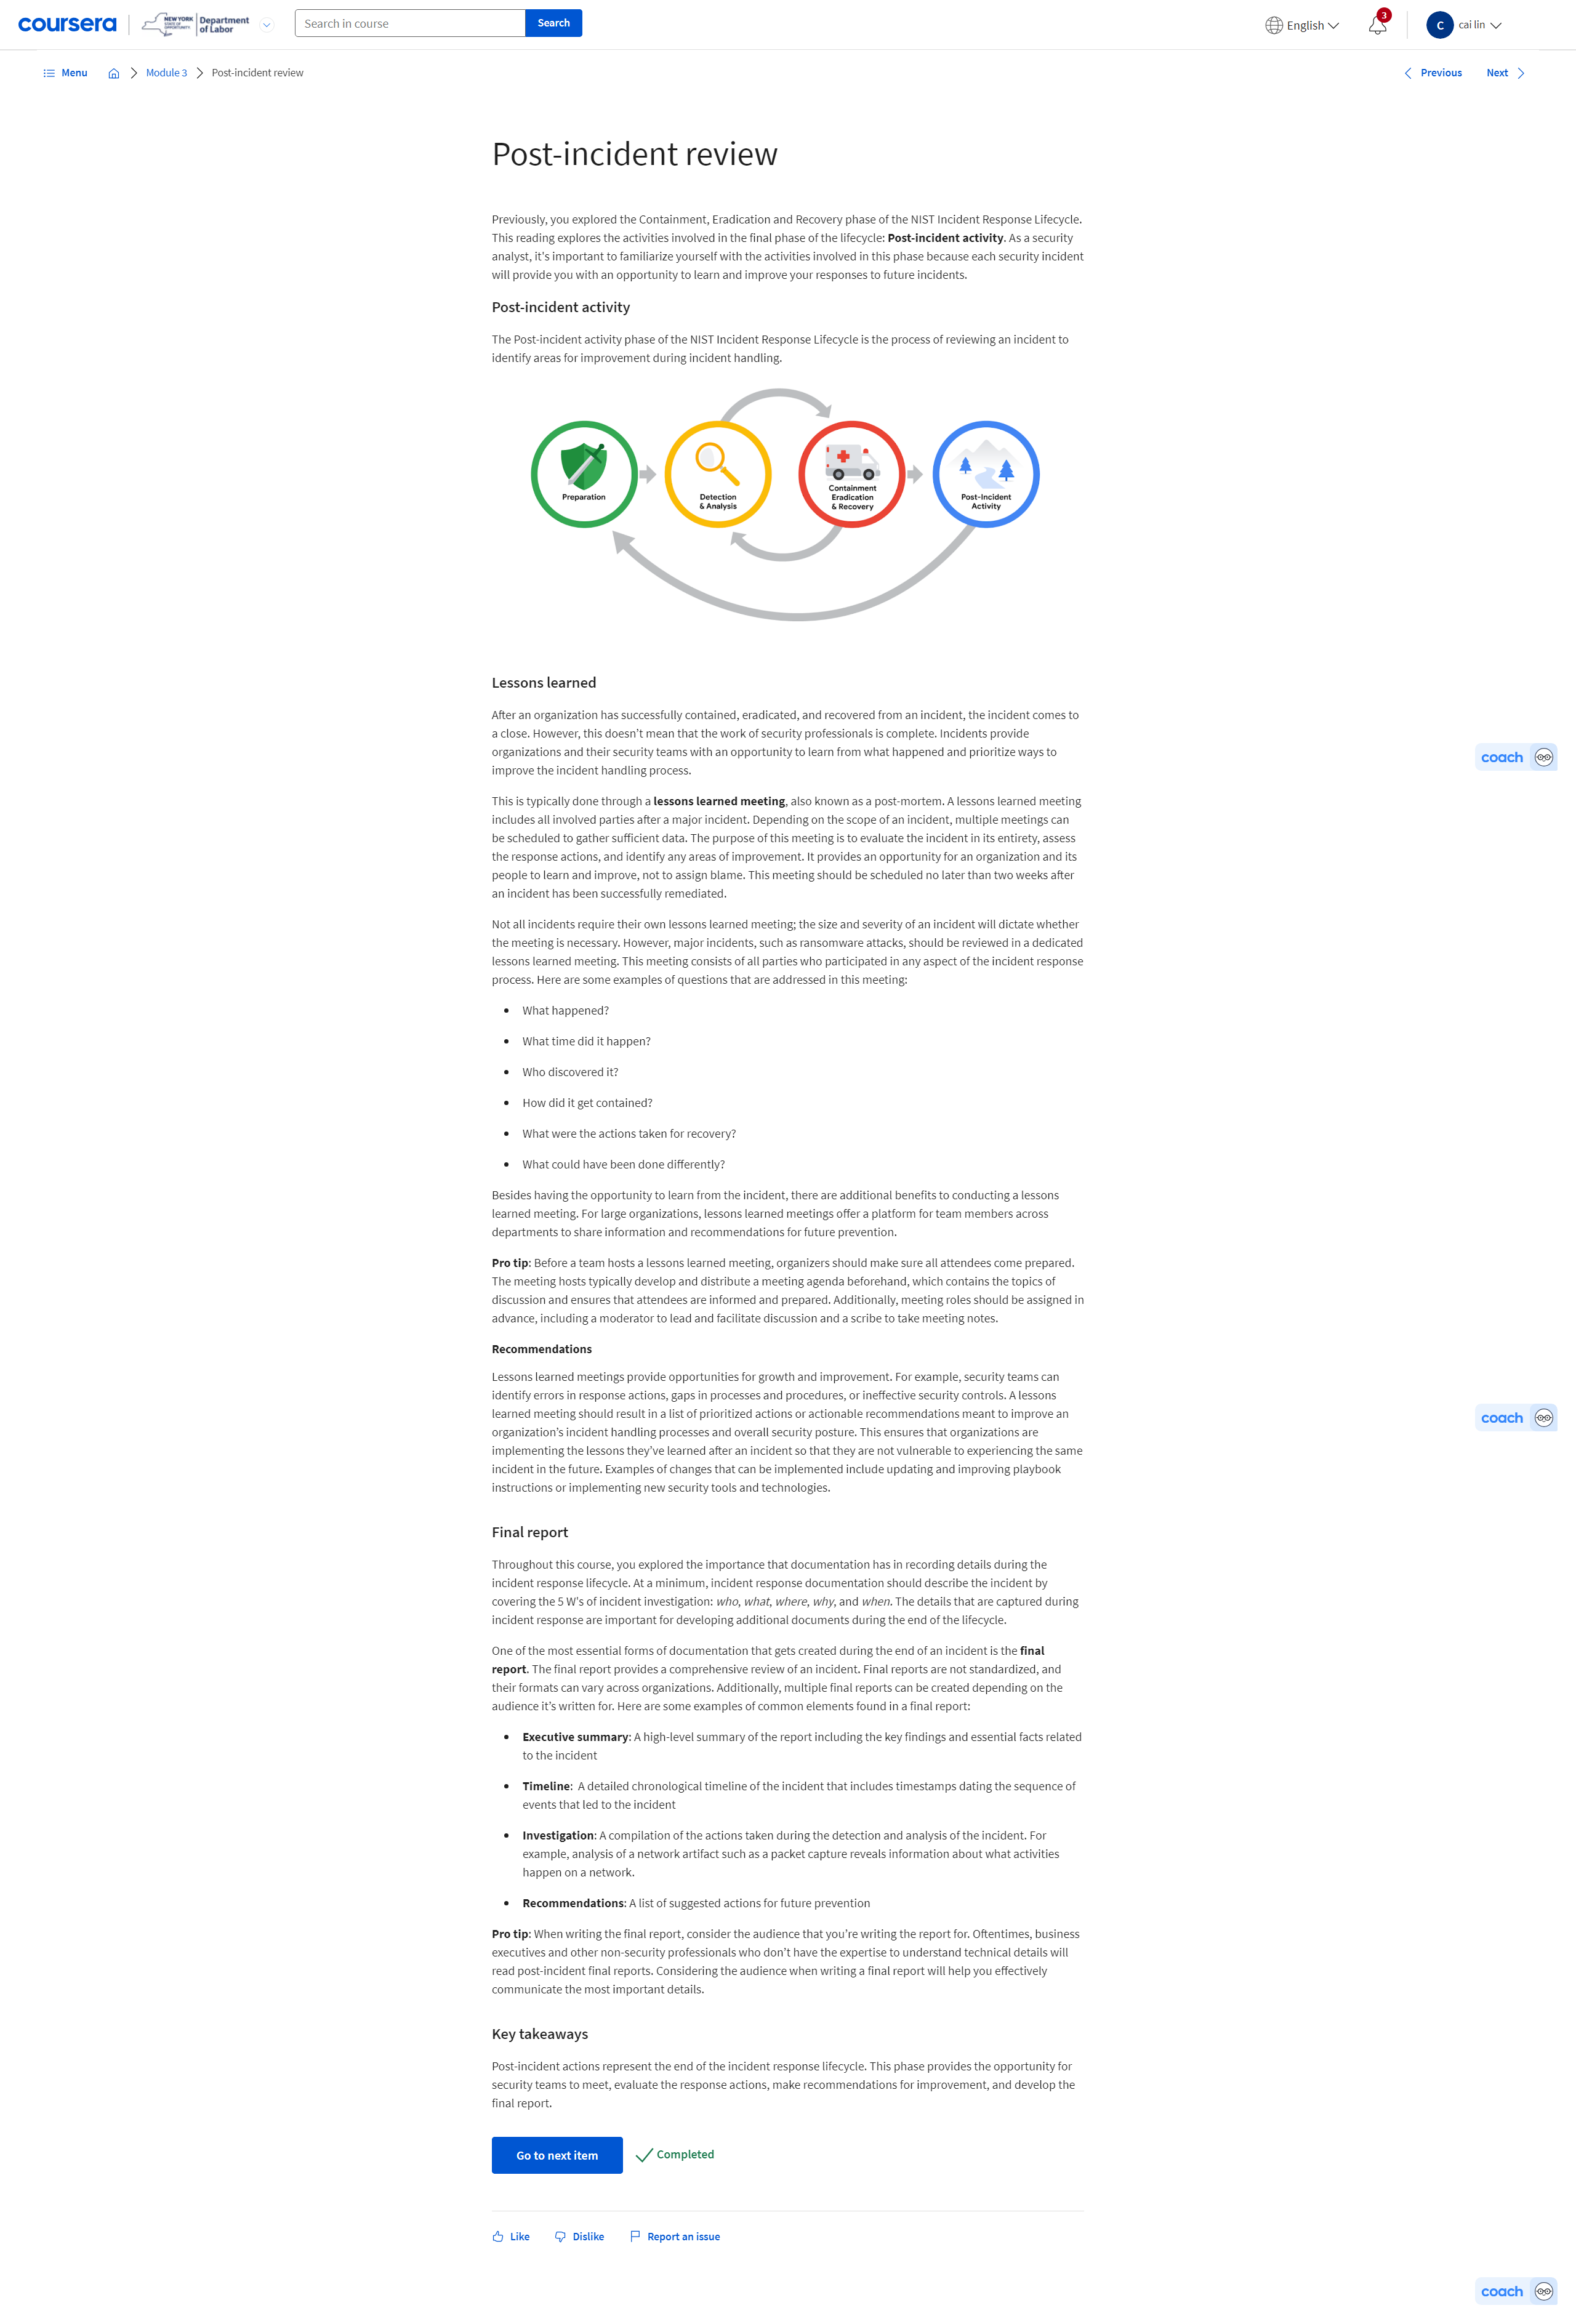 coursera
NEW YORK
STATE OF
OPPORTUNITY.
Department
of Labor
Search in course
Search
English
3
C
cai lin
Menu
Module 3
Post-incident review
Previous
Next
Post-incident review
Previously, you explored the Containment, Eradication and Recovery phase of the NIST Incident Response Lifecycle.
This reading explores the activities involved in the final phase of the lifecycle: Post-incident activity. As a security
analyst, it's important to familiarize yourself with the activities involved in this phase because each security incident
will provide you with an opportunity to learn and improve your responses to future incidents.
Post-incident activity
The Post-incident activity phase of the NIST Incident Response Lifecycle is the process of reviewing an incident to
identify areas for improvement during incident handling.
Preparation
Detection
& Analysis
Containment
Eradication
& Recovery
Post-Incident
Activity
Lessons learned
After an organization has successfully contained, eradicated, and recovered from an incident, the incident comes to
a close. However, this doesn’t mean that the work of security professionals is complete. Incidents provide
organizations and their security teams with an opportunity to learn from what happened and prioritize ways to
improve the incident handling process.
coach
This is typically done through a lessons learned meeting, also known as a post-mortem. A lessons learned meeting
includes all involved parties after a major incident. Depending on the scope of an incident, multiple meetings can
be scheduled to gather sufficient data. The purpose of this meeting is to evaluate the incident in its entirety, assess
the response actions, and identify any areas of improvement. It provides an opportunity for an organization and its
people to learn and improve, not to assign blame. This meeting should be scheduled no later than two weeks after
an incident has been successfully remediated.
Not all incidents require their own lessons learned meeting; the size and severity of an incident will dictate whether
the meeting is necessary. However, major incidents, such as ransomware attacks, should be reviewed in a dedicated
lessons learned meeting. This meeting consists of all parties who participated in any aspect of the incident response
process. Here are some examples of questions that are addressed in this meeting:
• What happened?
• What time did it happen?
• Who discovered it?
• How did it get contained?
• What were the actions taken for recovery?
• What could have been done differently?
Besides having the opportunity to learn from the incident, there are additional benefits to conducting a lessons
learned meeting. For large organizations, lessons learned meetings offer a platform for team members across
departments to share information and recommendations for future prevention.
Pro tip: Before a team hosts a lessons learned meeting, organizers should make sure all attendees come prepared.
The meeting hosts typically develop and distribute a meeting agenda beforehand, which contains the topics of
discussion and ensures that attendees are informed and prepared. Additionally, meeting roles should be assigned in
advance, including a moderator to lead and facilitate discussion and a scribe to take meeting notes.
Recommendations
Lessons learned meetings provide opportunities for growth and improvement. For example, security teams can
identify errors in response actions, gaps in processes and procedures, or ineffective security controls. A lessons
learned meeting should result in a list of prioritized actions or actionable recommendations meant to improve an
coach
organization’s incident handling processes and overall security posture. This ensures that organizations are
implementing the lessons they’ve learned after an incident so that they are not vulnerable to experiencing the same
incident in the future. Examples of changes that can be implemented include updating and improving playbook
instructions or implementing new security tools and technologies.
Final report
Throughout this course, you explored the importance that documentation has in recording details during the
incident response lifecycle. At a minimum, incident response documentation should describe the incident by
covering the 5 W's of incident investigation: who, what, where, why, and when. The details that are captured during
incident response are important for developing additional documents during the end of the lifecycle.
One of the most essential forms of documentation that gets created during the end of an incident is the final
report. The final report provides a comprehensive review of an incident. Final reports are not standardized, and
their formats can vary across organizations. Additionally, multiple final reports can be created depending on the
audience it’s written for. Here are some examples of common elements found in a final report:
• Executive summary: A high-level summary of the report including the key findings and essential facts related
to the incident
• Timeline: A detailed chronological timeline of the incident that includes timestamps dating the sequence of
events that led to the incident
• Investigation: A compilation of the actions taken during the detection and analysis of the incident. For
example, analysis of a network artifact such as a packet capture reveals information about what activities
happen on a network.
• Recommendations: A list of suggested actions for future prevention
Pro tip: When writing the final report, consider the audience that you’re writing the report for. Oftentimes, business
executives and other non-security professionals who don’t have the expertise to understand technical details will
read post-incident final reports. Considering the audience when writing a final report will help you effectively
communicate the most important details.
Key takeaways
Post-incident actions represent the end of the incident response lifecycle. This phase provides the opportunity for
security teams to meet, evaluate the response actions, make recommendations for improvement, and develop the
final report.
Go to next item
Completed
Like
Dislike
Report an issue
coach